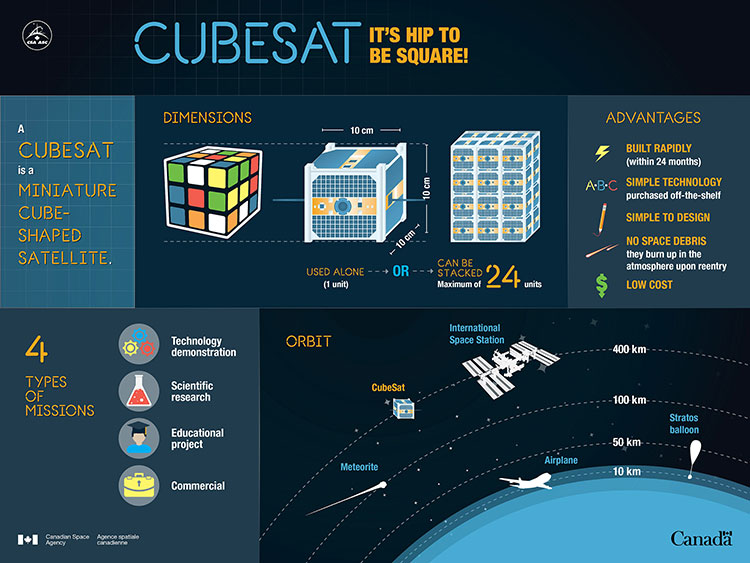 CSA ASC
CUBESAT
IT'S HIP TO
BE SQUARE!
A
CUBESAT
is a
MINIATURE
CUBE-
SHAPED
SATELLITE.
DIMENSIONS
10 cm
10 cm
10 cm
USED ALONE
(1 unit)
OR
CAN BE
STACKED
Maximum of 24 units
ADVANTAGES
BUILT RAPIDLY
(within 24 months)
A•B•C
SIMPLE TECHNOLOGY
purchased off-the-shelf
SIMPLE TO DESIGN
NO SPACE DEBRIS
they burn up in the
atmosphere upon reentry
$
LOW COST
4
TYPES
OF
MISSIONS
Technology
demonstration
Scientific
research
Educational
project
Commercial
ORBIT
International
Space Station
400 km
CubeSat
100 km
Stratos
balloon
50 km
Meteorite
Airplane
10 km
Canadian Space
Agency
Agence spatiale
canadienne
Canada